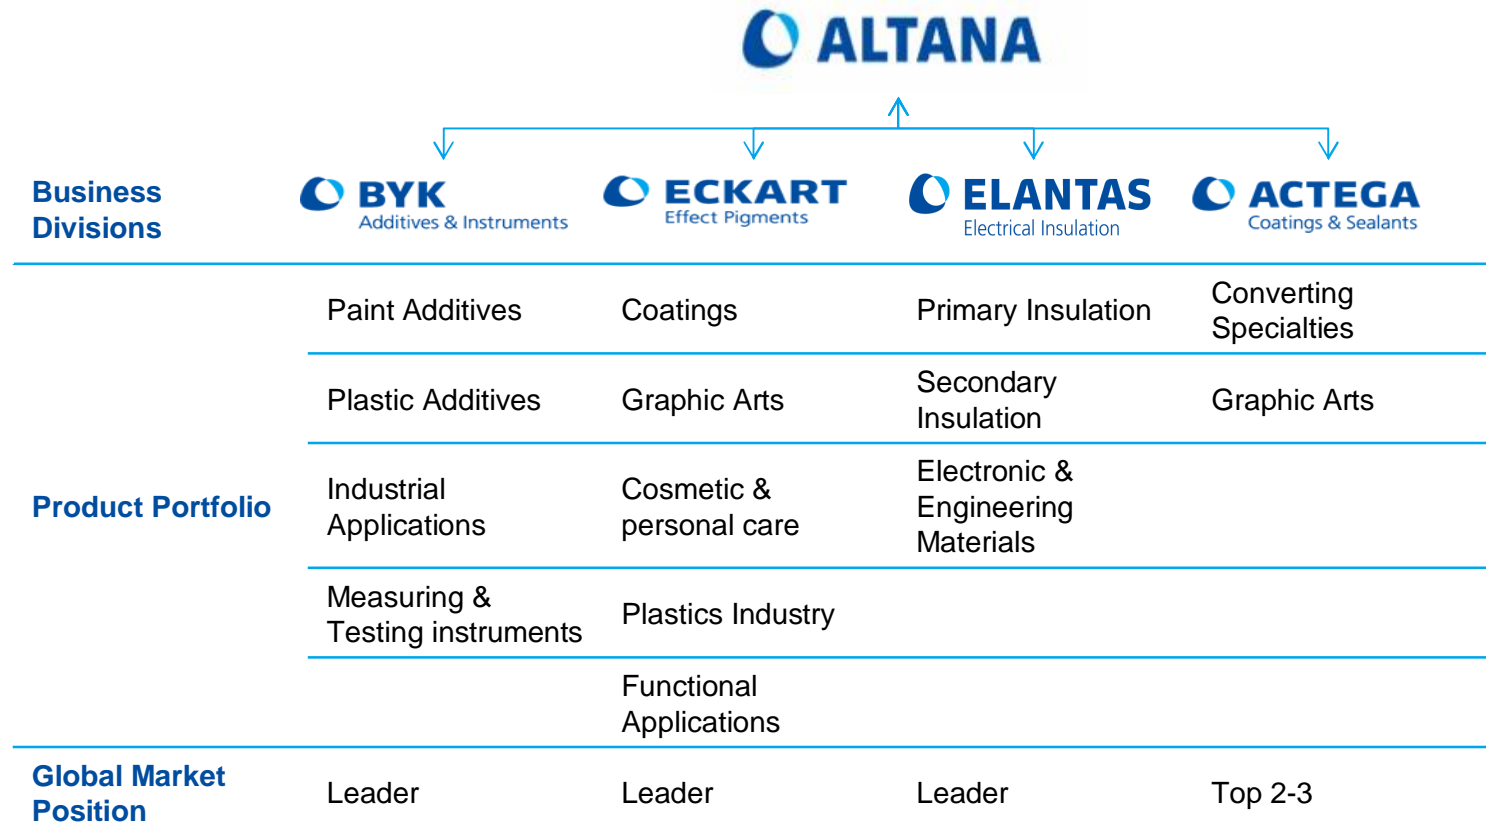 ALTANA
Business
Divisions
BYK
Additives & Instruments
ECKART
Effect Pigments
ELANTAS
Electrical Insulation
ACTEGA
Coatings & Sealants
Product Portfolio
Paint Additives
Coatings
Primary Insulation
Converting
Specialties
Plastic Additives
Graphic Arts
Secondary
Insulation
Graphic Arts
Industrial
Applications
Cosmetic &
personal care
Electronic &
Engineering
Materials
Measuring &
Testing instruments
Plastics Industry
Functional
Applications
Global Market
Position
Leader
Leader
Leader
Top 2-3